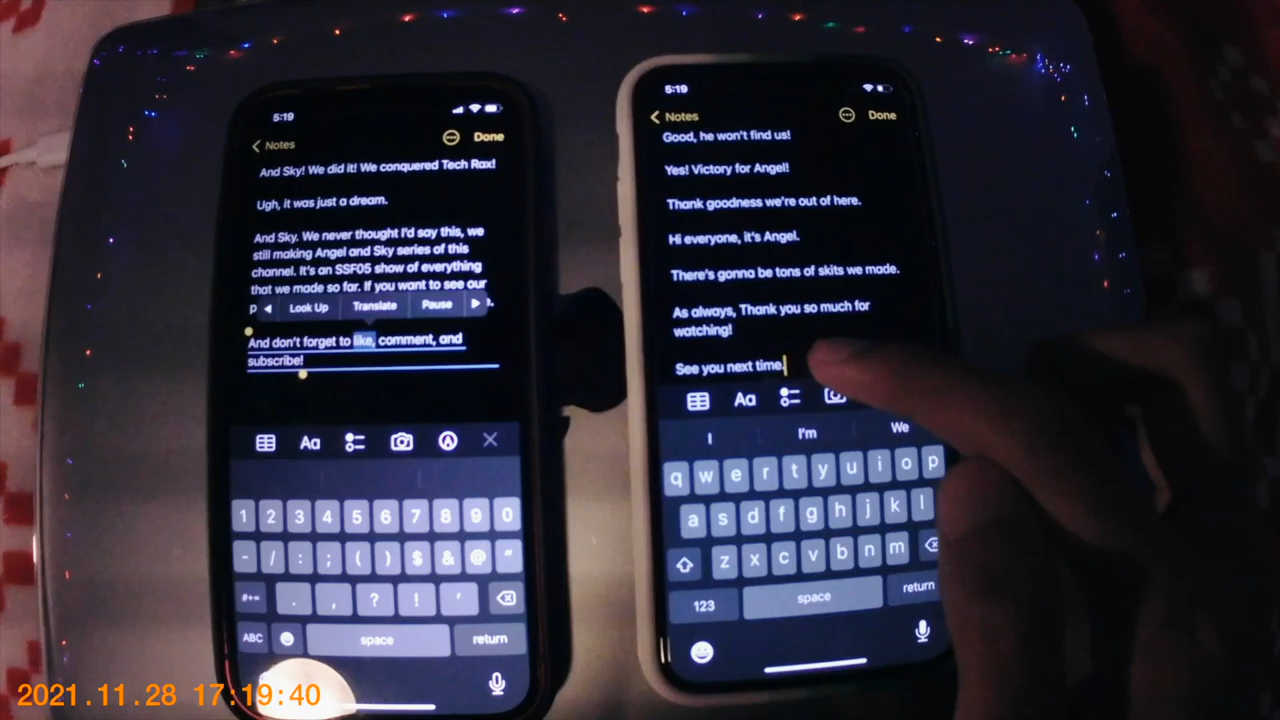 5:19
Notes
Done
And Sky! We did it! We conquered Tech Rax!
Ugh, it was just a dream.
And Sky. We never thought I'd say this, we
still making Angel and Sky series of this
channel. It's an SSF05 show of everything
that we made so far. If you want to see our
p
Look Up
Translate
Pause
And don't forget to like, comment, and
subscribe!
Aa
1 2 3 4 5 6 7 8 9 0
- / : ; ( ) $ & @ "
#+= . , ? ! '
ABC space return
5:19
Notes
Done
Good, he won't find us!
Yes! Victory for Angel!
Thank goodness we're out of here.
Hi everyone, it's Angel.
There's gonna be tons of skits we made.
As always, Thank you so much for
watching!
See you next time.
Aa
I I'm We
q w e r t y u i o p
a s d f g h j k l
z x c v b n m
123 space return
2021.11.28 17:19:40